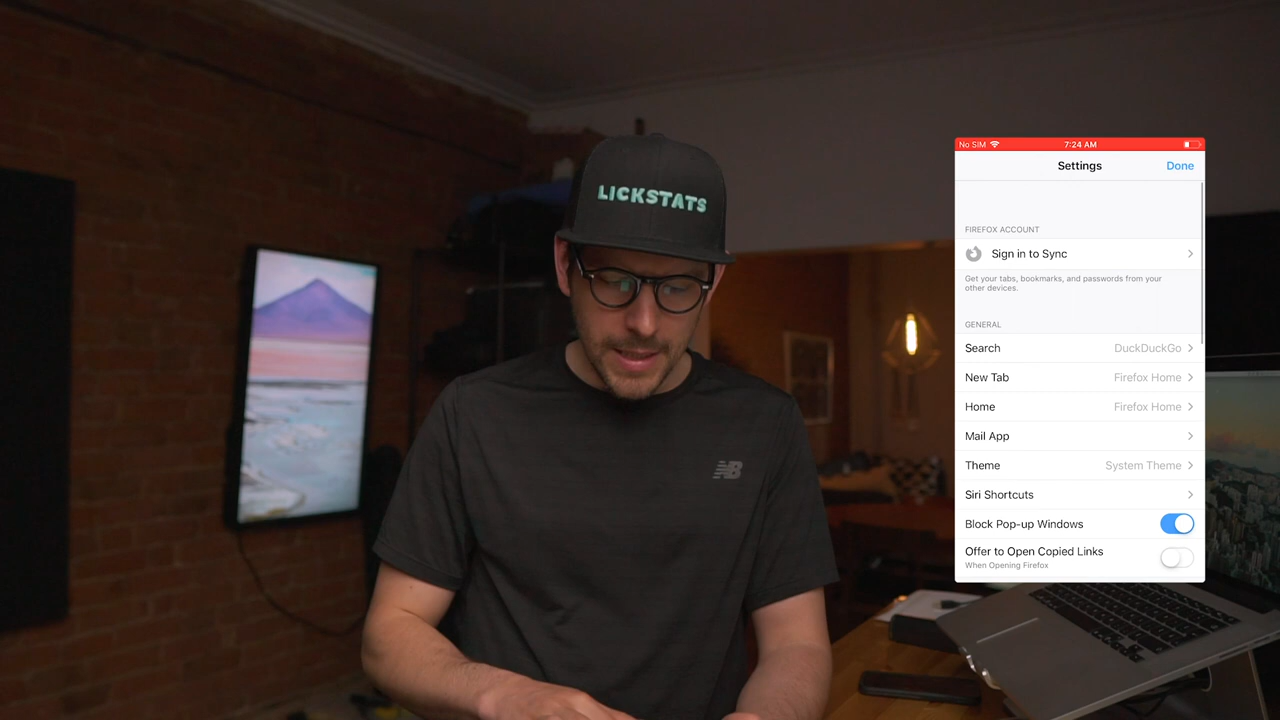 LICKSTATS
NB
No SIM 7:24 AM
Settings Done
FIREFOX ACCOUNT
Sign in to Sync
Get your tabs, bookmarks, and passwords from your
other devices.
GENERAL
Search DuckDuckGo
New Tab Firefox Home
Home Firefox Home
Mail App
Theme System Theme
Siri Shortcuts
Block Pop-up Windows
Offer to Open Copied Links
When Opening Firefox